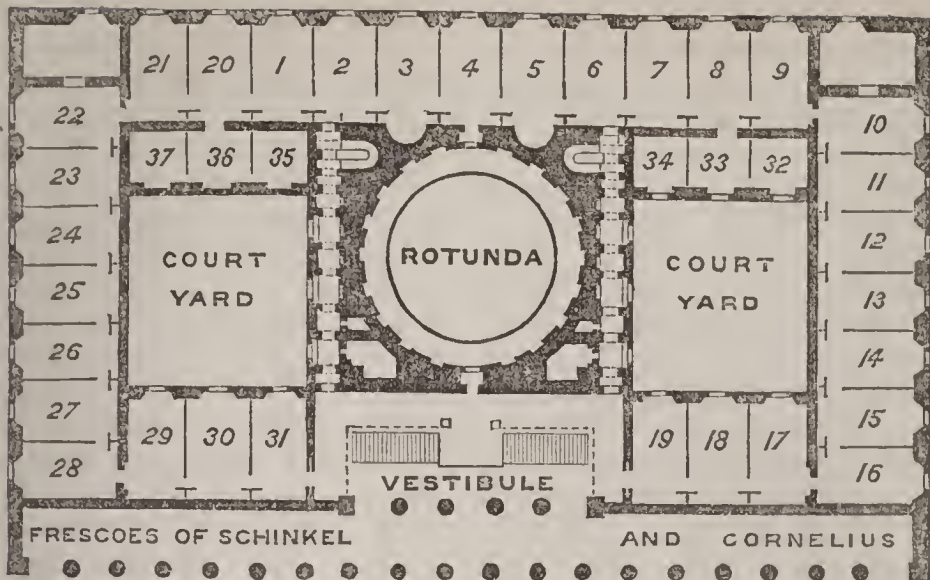 21 20 1 2 3 4 5 6 7 8 9
22 10
37 36 35 34 33 32
23 11
24 12
COURT YARD
ROTUNDA
COURT YARD
25 13
26 14
27 15
29 30 31 19 18 17
28 16
VESTIBULE
FRESCOES OF SCHINKEL AND CORNELIUS